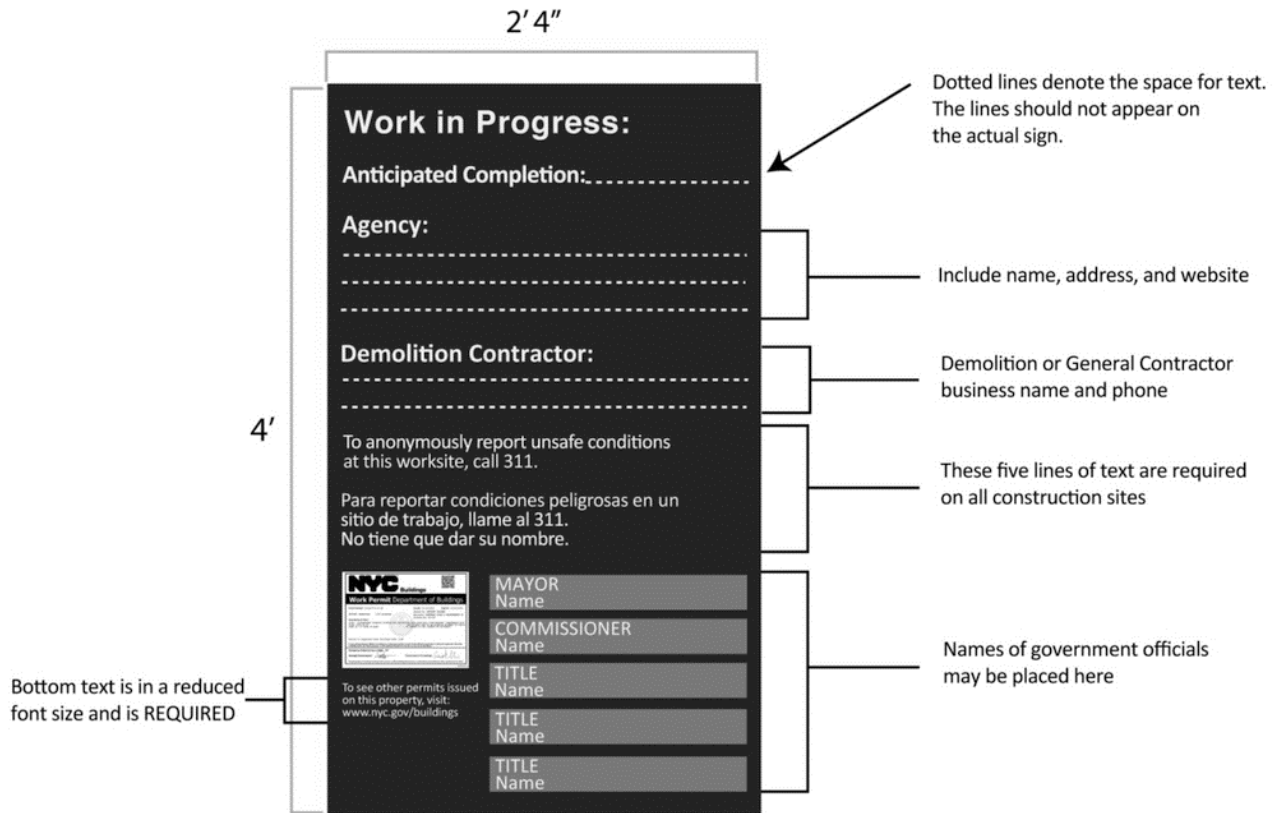 2' 4"
4'
Work in Progress:
Anticipated Completion:
Agency:
Demolition Contractor:
To anonymously report unsafe conditions
at this worksite, call 311.
Para reportar condiciones peligrosas en un
sitio de trabajo, llame al 311.
No tiene que dar su nombre.
NYC Buildings
Work Permit Department of Buildings
To see other permits issued
on this property, visit:
www.nyc.gov/buildings
MAYOR
Name
COMMISSIONER
Name
TITLE
Name
TITLE
Name
TITLE
Name
Dotted lines denote the space for text.
The lines should not appear on
the actual sign.
Include name, address, and website
Demolition or General Contractor
business name and phone
These five lines of text are required
on all construction sites
Names of government officials
may be placed here
Bottom text is in a reduced
font size and is REQUIRED